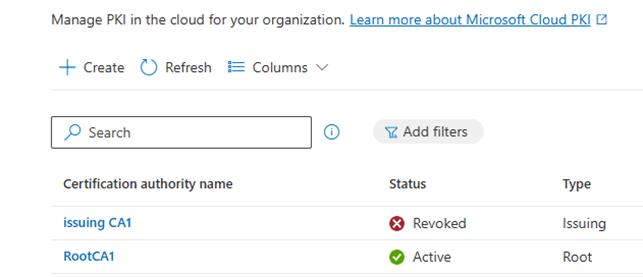 Manage PKI in the cloud for your organization. Learn more about Microsoft Cloud PKI
Create Refresh Columns
Search Add filters
Certification authority name Status Type
issuing CA1 Revoked Issuing
RootCA1 Active Root